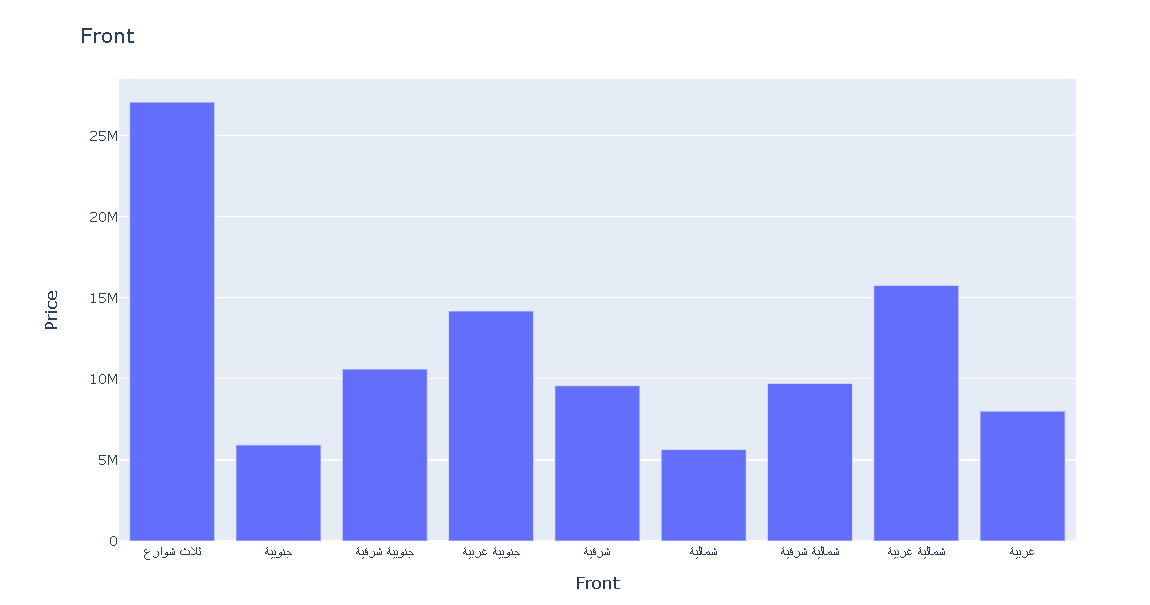 Front
25M
20M
15M
10M
5M
0
Price
ثلاث شوارع
جنوبية
جنوبية شرقية
جنوبية غربية
شرقية
شمالية
شمالية شرقية
شمالية غربية
غربية
Front